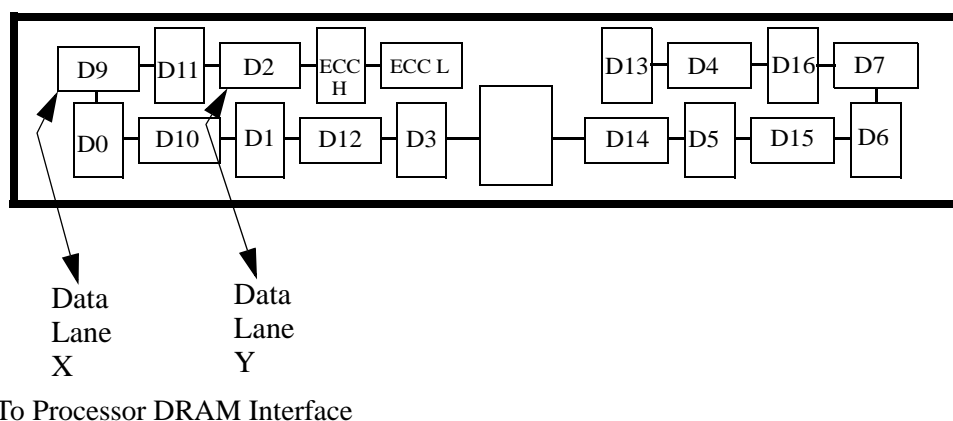 D9 D11 D2 ECC H ECC L D13 D4 D16 D7
D0 D10 D1 D12 D3 D14 D5 D15 D6
Data
Lane
X
Data
Lane
Y
To Processor DRAM Interface